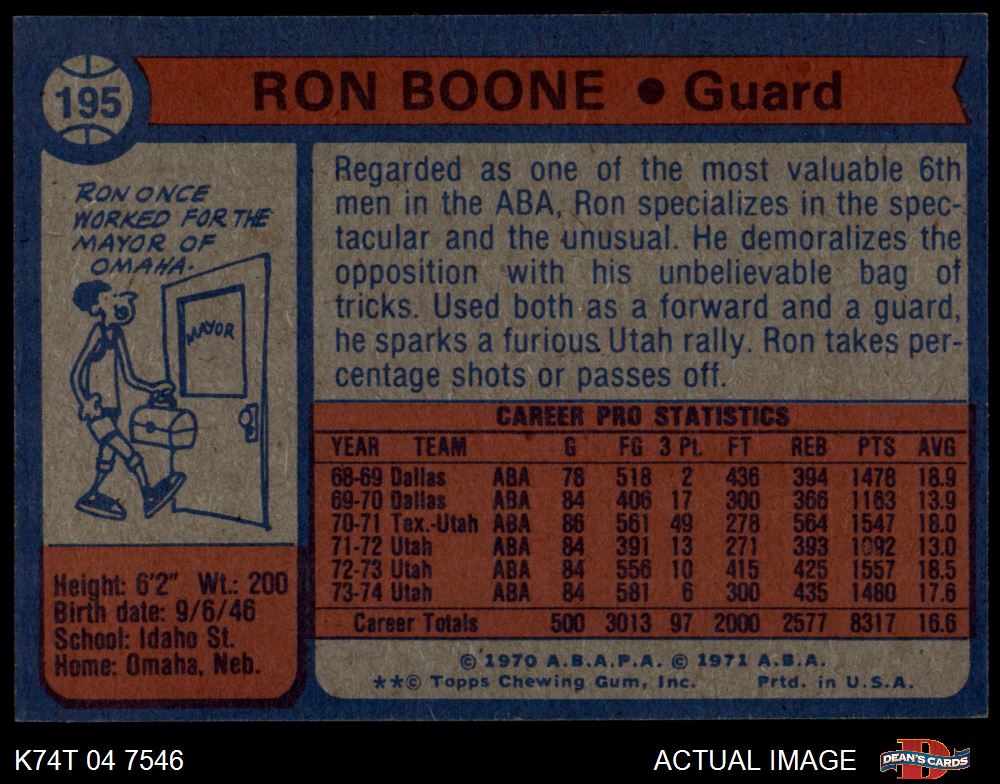 195
RON BOONE ● Guard
RON ONCE
WORKED FOR THE
MAYOR OF
OMAHA.
MAYOR
Height: 6'2" Wt.: 200
Birth date: 9/6/46
School: Idaho St.
Home: Omaha, Neb.
Regarded as one of the most valuable 6th
men in the ABA, Ron specializes in the spec-
tacular and the unusual. He demoralizes the
opposition with his unbelievable bag of
tricks. Used both as a forward and a guard,
he sparks a furious Utah rally. Ron takes per-
centage shots or passes off.
CAREER PRO STATISTICS
YEAR TEAM G FG 3 Pt. FT REB PTS AVG
68-69 Dallas ABA 78 518 2 436 394 1478 18.9
69-70 Dallas ABA 84 406 17 300 366 1163 13.9
70-71 Tex.-Utah ABA 86 561 49 278 564 1547 18.0
71-72 Utah ABA 84 391 13 271 393 1092 13.0
72-73 Utah ABA 84 556 10 415 425 1557 18.5
73-74 Utah ABA 84 581 6 300 435 1480 17.6
Career Totals 500 3013 97 2000 2577 8317 16.6
© 1970 A.B.A.P.A. © 1971 A.B.A.
**© Topps Chewing Gum, Inc. Prtd. in U.S.A.
K74T 04 7546
ACTUAL IMAGE
D
DEAN'S CARDS